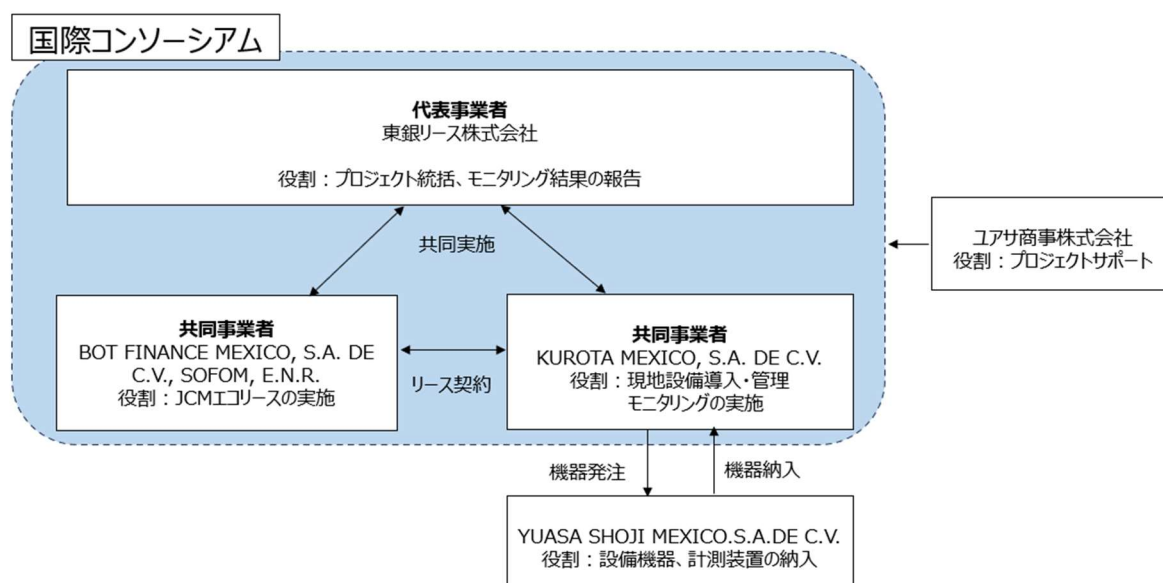 国際コンソーシアム
代表事業者
東銀リース株式会社
役割：プロジェクト統括、モニタリング結果の報告
共同実施
ユアサ商事株式会社
役割：プロジェクトサポート
共同事業者
BOT FINANCE MEXICO, S.A. DE
C.V., SOFOM, E.N.R.
役割：JCMエコリースの実施
リース契約
共同事業者
KUROTA MEXICO, S.A. DE C.V.
役割：現地設備導入・管理
モニタリングの実施
機器発注
機器納入
YUASA SHOJI MEXICO.S.A.DE C.V.
役割：設備機器、計測装置の納入